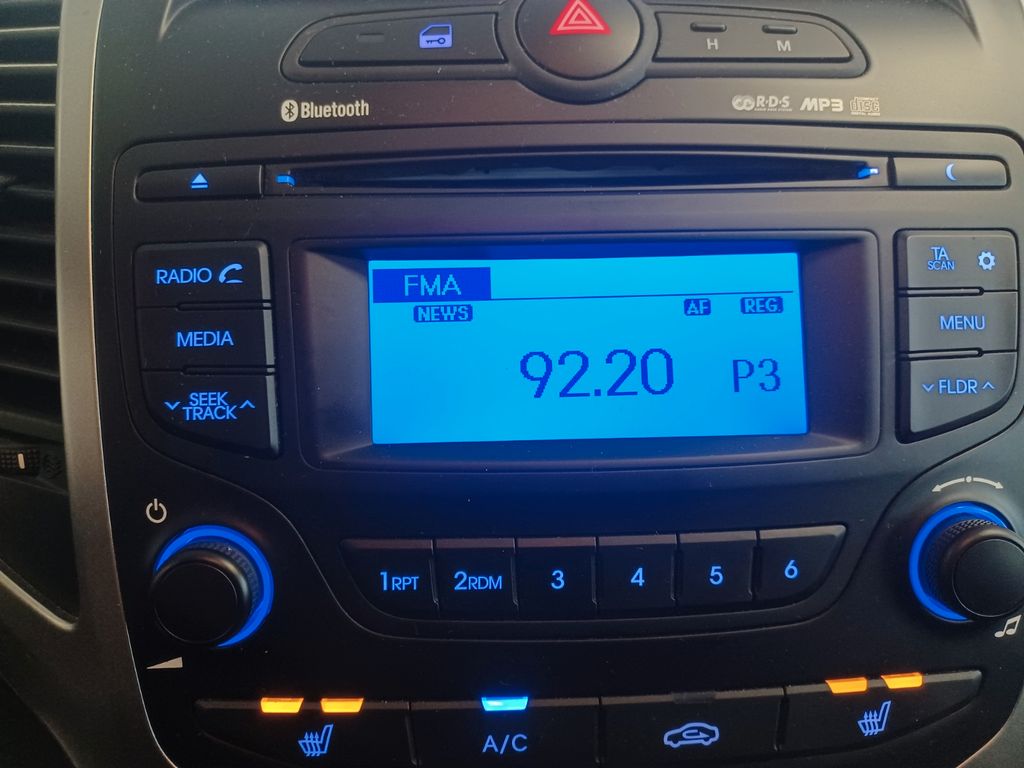 H M
Bluetooth
R·D·S MP3 disc
RADIO
MEDIA
SEEK
TRACK
FMA
NEWS AF REG.
92.20 P3
TA
SCAN
MENU
FLDR
1RPT 2RDM 3 4 5 6
A/C